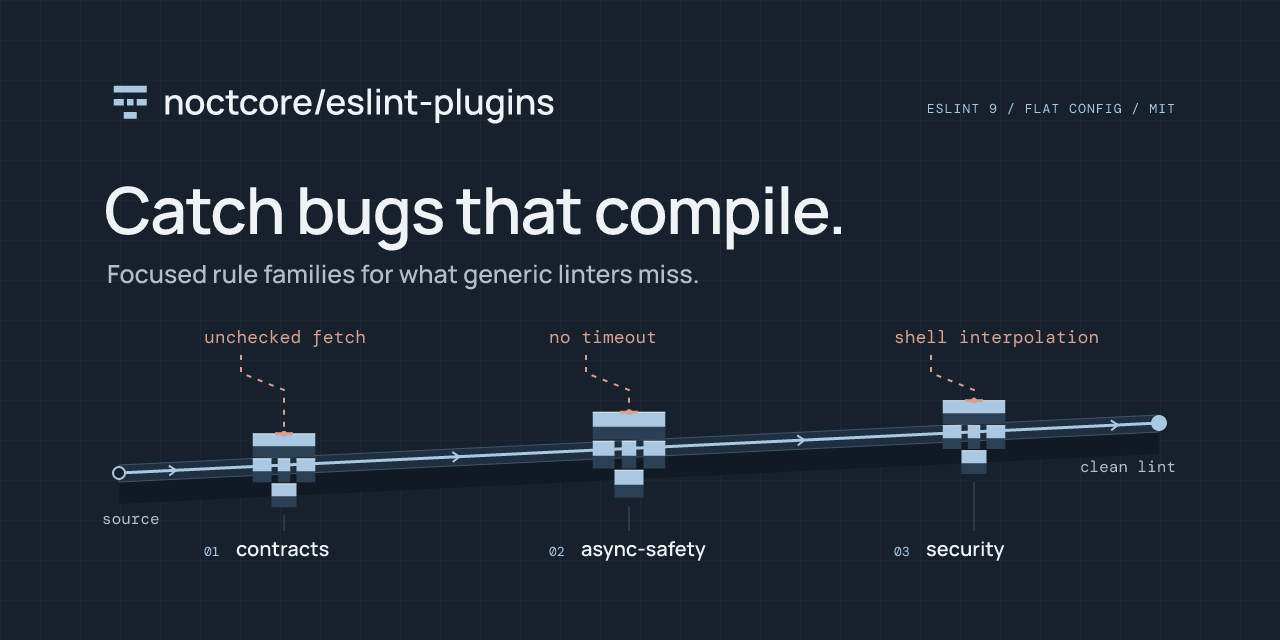 noctcore/eslint-plugins
ESLINT 9 / FLAT CONFIG / MIT
Catch bugs that compile.
Focused rule families for what generic linters miss.
unchecked fetch
no timeout
shell interpolation
source
clean lint
01 contracts
02 async-safety
03 security